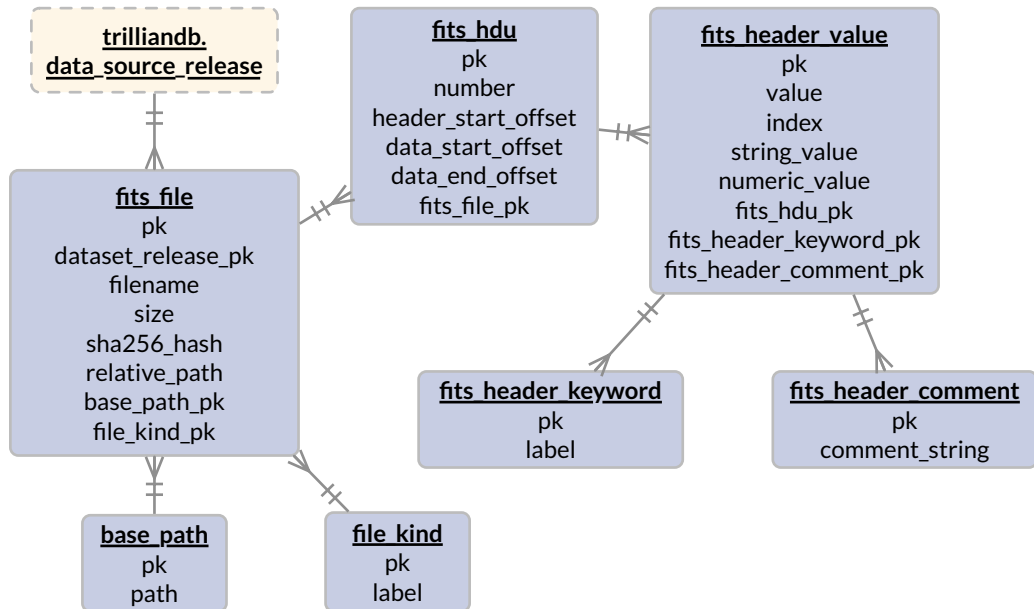 trilliandb.
data_source_release
fits_file
pk
dataset_release_pk
filename
size
sha256_hash
relative_path
base_path_pk
file_kind_pk
base_path
pk
path
file_kind
pk
label
fits_hdu
pk
number
header_start_offset
data_start_offset
data_end_offset
fits_file_pk
fits_header_value
pk
value
index
string_value
numeric_value
fits_hdu_pk
fits_header_keyword_pk
fits_header_comment_pk
fits_header_keyword
pk
label
fits_header_comment
pk
comment_string